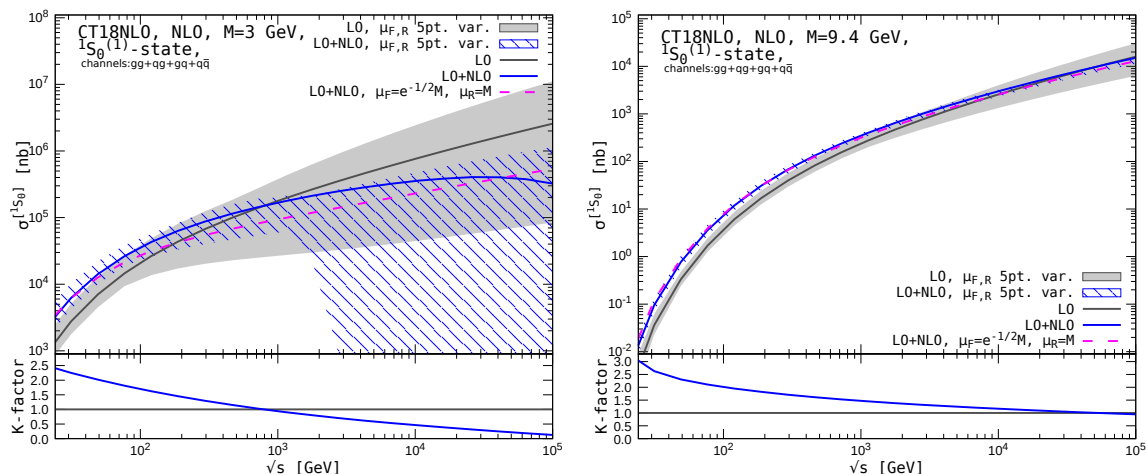 CT18NLO, NLO, M=3 GeV,
¹S₀⁽¹⁾-state,
channels:gg+qg+gq+qq̄
LO, μF,R 5pt. var.
LO+NLO, μF,R 5pt. var.
LO
LO+NLO
LO+NLO, μF=e^-1/2M, μR=M
σ[¹S₀] [nb]
10⁸
10⁷
10⁶
10⁵
10⁴
10³
K-factor
2.5
2.0
1.5
1.0
0.5
0.0
10² 10³ 10⁴ 10⁵
√s [GeV]
CT18NLO, NLO, M=9.4 GeV,
¹S₀⁽¹⁾-state,
channels:gg+qg+gq+qq̄
σ[¹S₀] [nb]
10⁵
10⁴
10³
10²
10¹
10⁰
10⁻¹
10⁻²
LO, μF,R 5pt. var.
LO+NLO, μF,R 5pt. var.
LO
LO+NLO
LO+NLO, μF=e^-1/2M, μR=M
K-factor
3.0
2.5
2.0
1.5
1.0
0.5
0.0
10² 10³ 10⁴ 10⁵
√s [GeV]